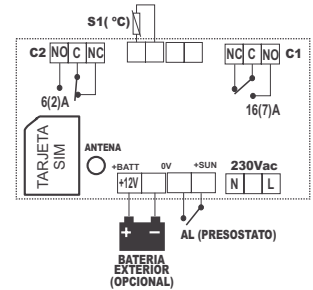 S1( ºC)
C2 NO C NC
NC C NO C1
6(2)A
16(7)A
TARJETA
SIM
ANTENA
+BATT 0V +SUN
230Vac
+12V
N L
+ −
AL (PRESOSTATO)
BATERIA
EXTERIOR
(OPCIONAL)